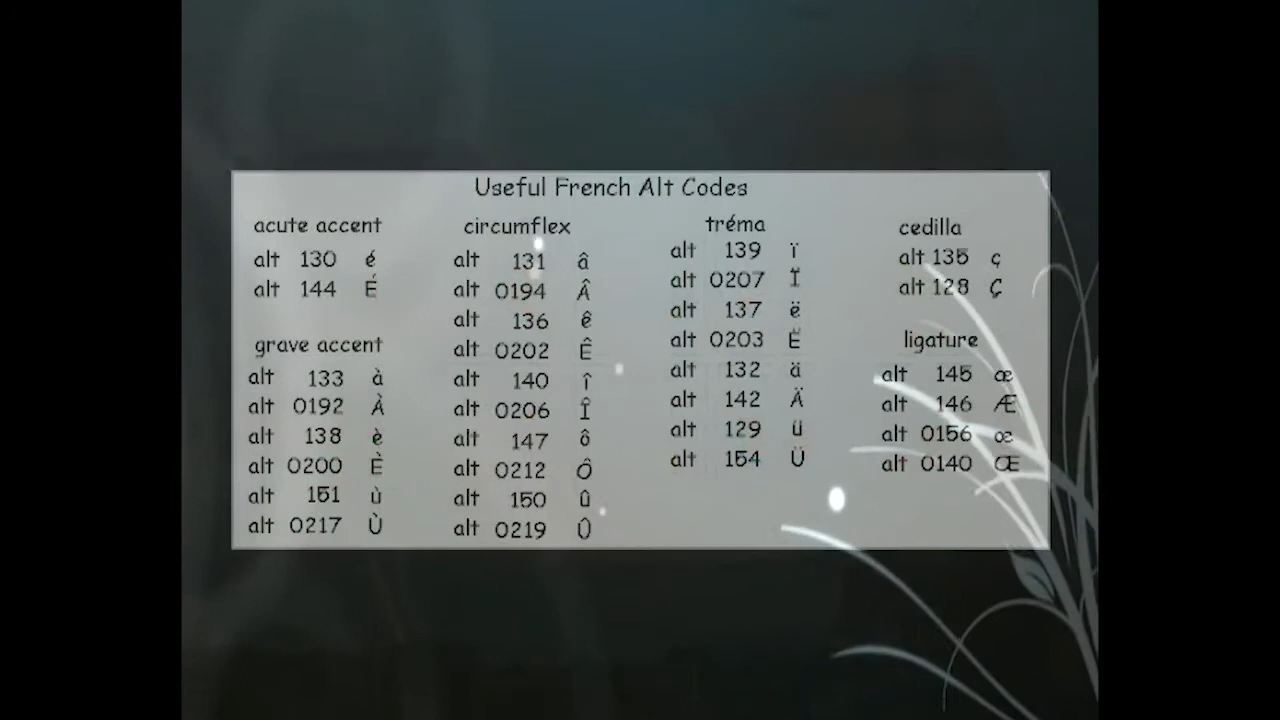 Useful French Alt Codes
acute accent
alt 130 é
alt 144 É
grave accent
alt 133 à
alt 0192 À
alt 138 è
alt 0200 È
alt 151 ù
alt 0217 Ù
circumflex
alt 131 â
alt 0194 Â
alt 136 ê
alt 0202 Ê
alt 140 î
alt 0206 Î
alt 147 ô
alt 0212 Ô
alt 150 û
alt 0219 Û
tréma
alt 139 ï
alt 0207 Ï
alt 137 ë
alt 0203 Ë
alt 132 ä
alt 142 Ä
alt 129 ü
alt 154 Ü
cedilla
alt 135 ç
alt 128 Ç
ligature
alt 145 æ
alt 146 Æ
alt 0156 œ
alt 0140 Œ